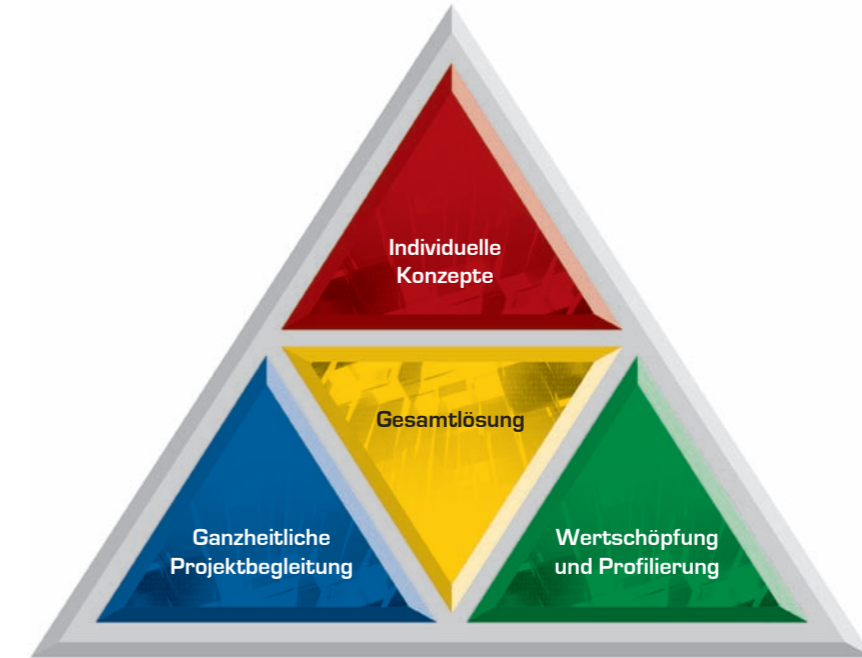 Individuelle
Konzepte
Gesamtlösung
Ganzheitliche
Projektbegleitung
Wertschöpfung
und Profilierung